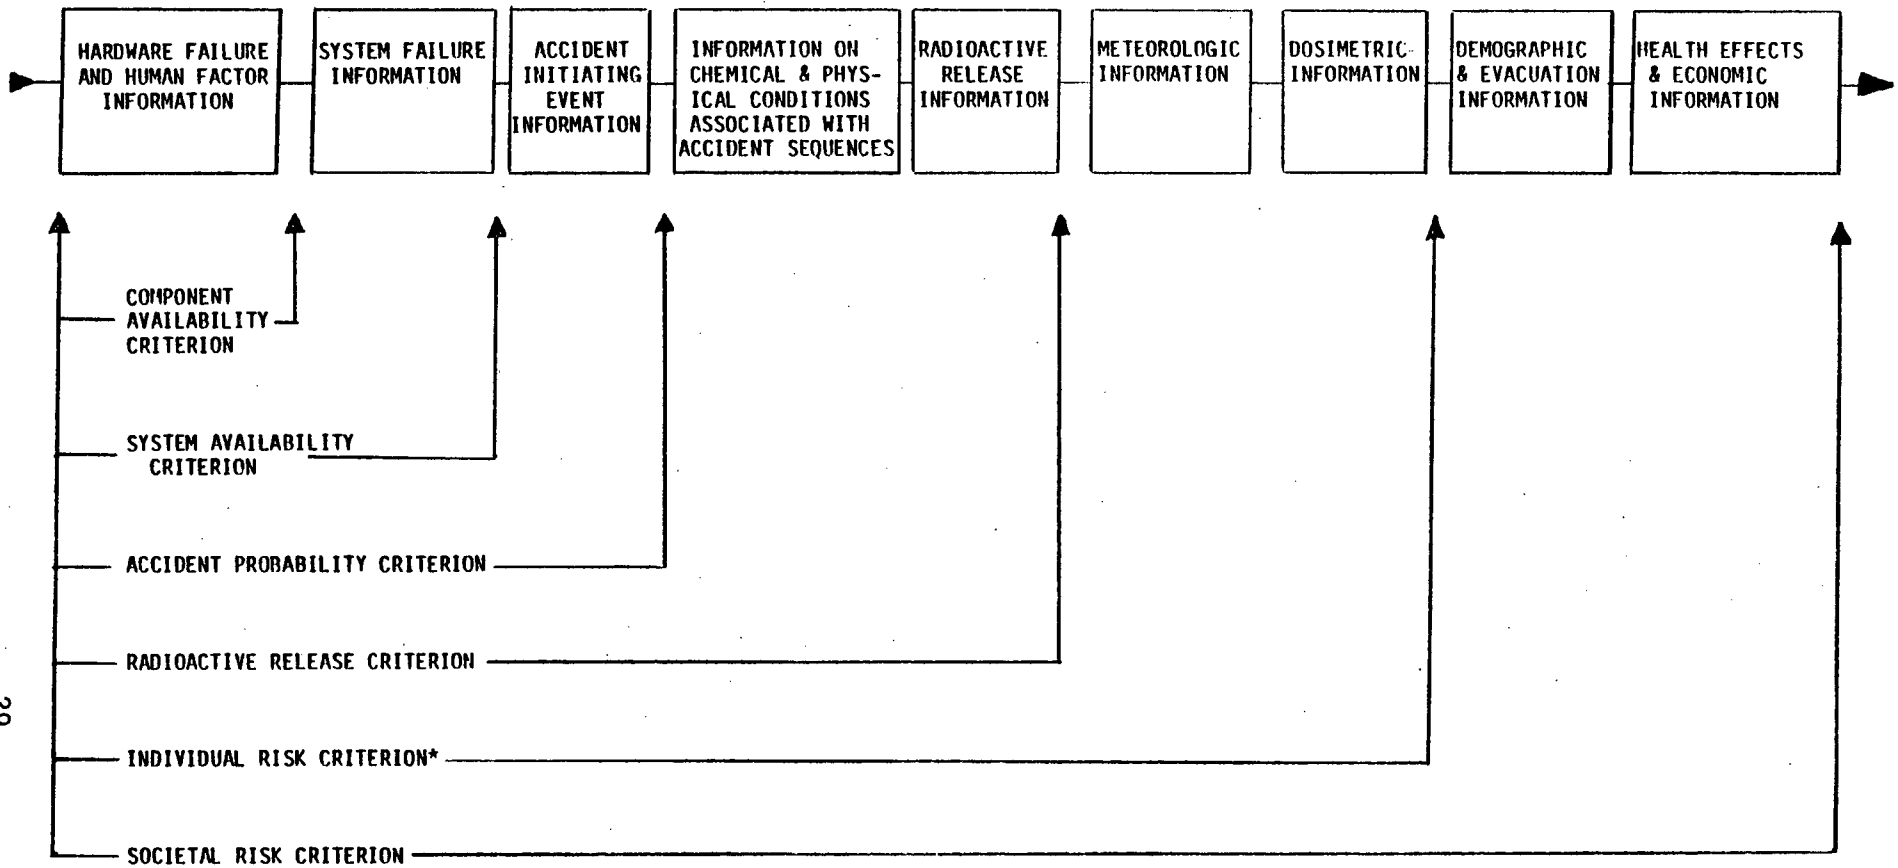 HARDWARE FAILURE
AND HUMAN FACTOR
INFORMATION
SYSTEM FAILURE
INFORMATION
ACCIDENT
INITIATING
EVENT
INFORMATION
INFORMATION ON
CHEMICAL & PHYS-
ICAL CONDITIONS
ASSOCIATED WITH
ACCIDENT SEQUENCES
RADIOACTIVE
RELEASE
INFORMATION
METEOROLOGIC
INFORMATION
DOSIMETRIC
INFORMATION
DEMOGRAPHIC
& EVACUATION
INFORMATION
HEALTH EFFECTS
& ECONOMIC
INFORMATION
COMPONENT
AVAILABILITY
CRITERION
SYSTEM AVAILABILITY
CRITERION
ACCIDENT PROBABILITY CRITERION
RADIOACTIVE RELEASE CRITERION
INDIVIDUAL RISK CRITERION*
SOCIETAL RISK CRITERION
29